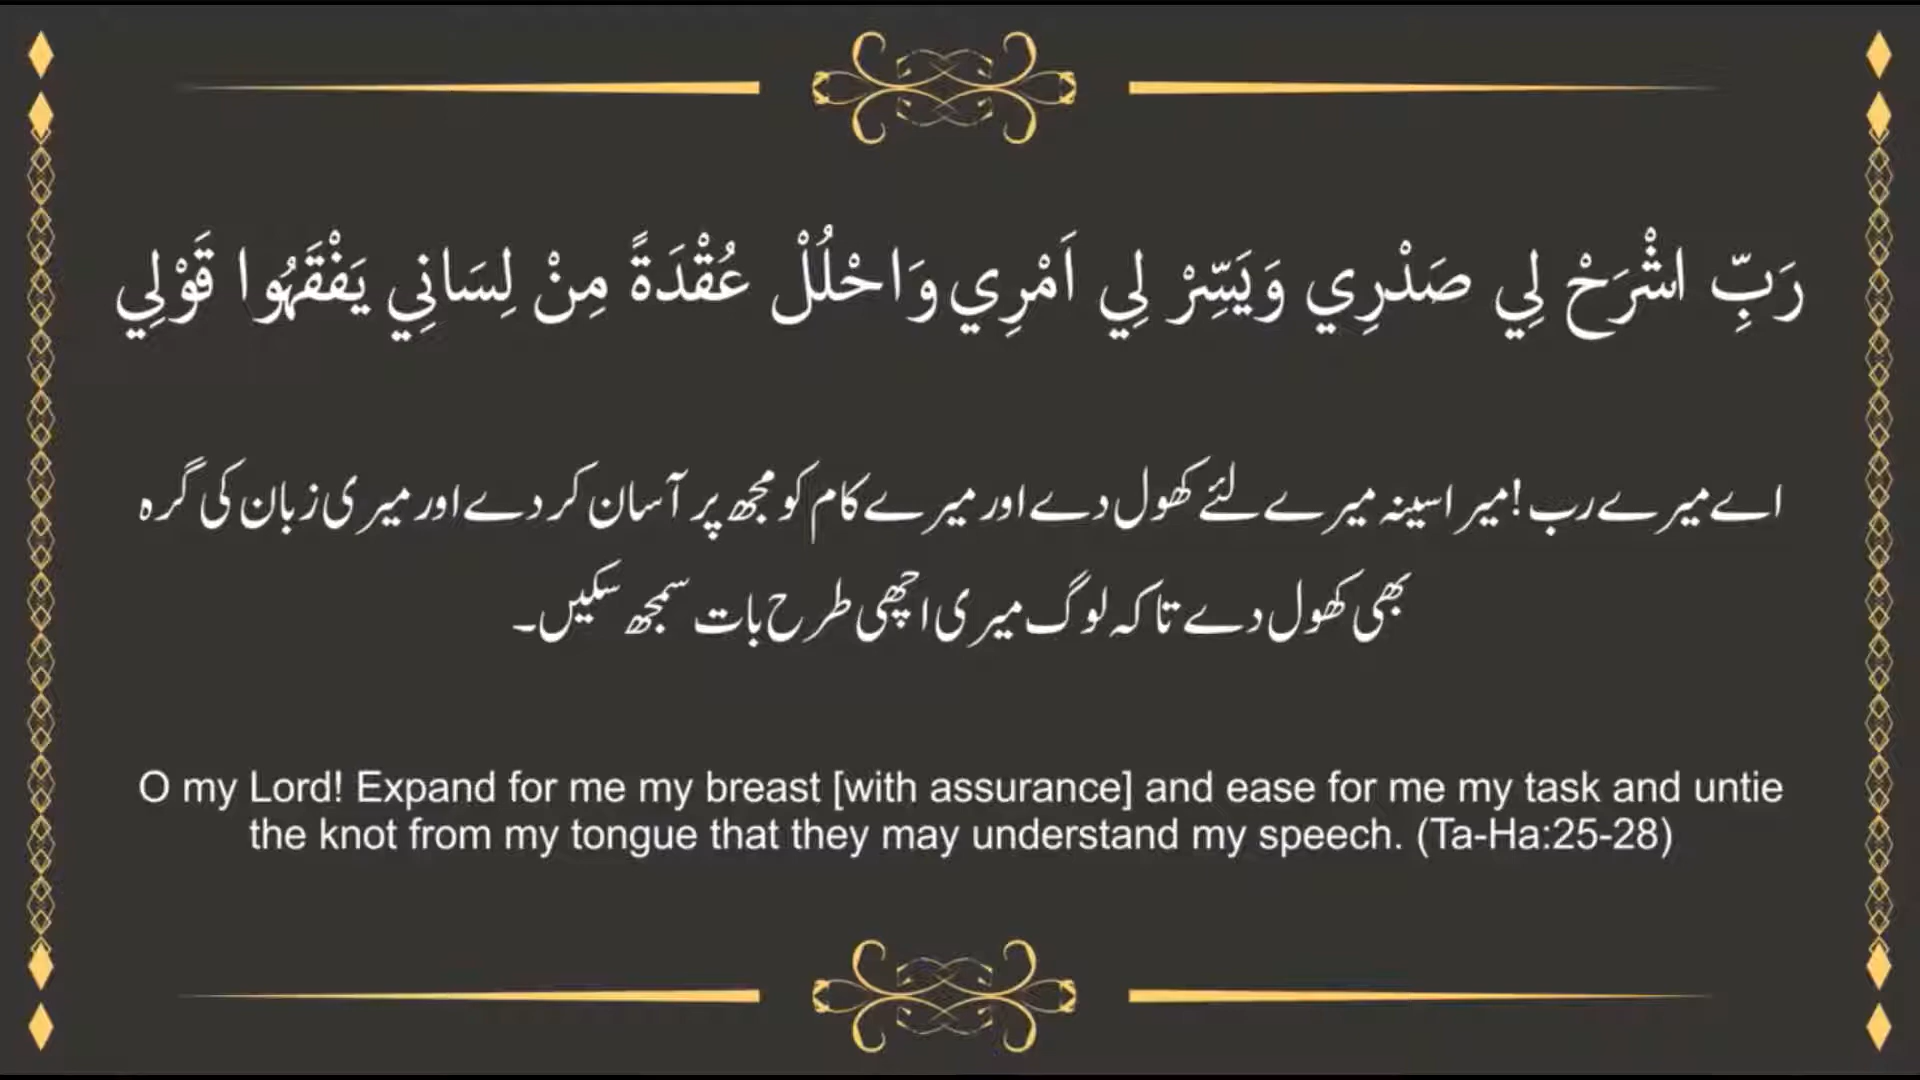 رَبِّ اشْرَحْ لِي صَدْرِي وَيَسِّرْ لِي اَمْرِي وَاحْلُلْ عُقْدَةً مِنْ لِسَانِي يَفْقَهُوا قَوْلِي
اے میرے رب! میرا سینہ میرے لئے کھول دے اور میرے کام کو مجھ پر آسان کر دے اور میری زبان کی گرہ
بھی کھول دے تاکہ لوگ میری اچھی طرح بات سمجھ سکیں۔
O my Lord! Expand for me my breast [with assurance] and ease for me my task and untie
the knot from my tongue that they may understand my speech. (Ta-Ha:25-28)